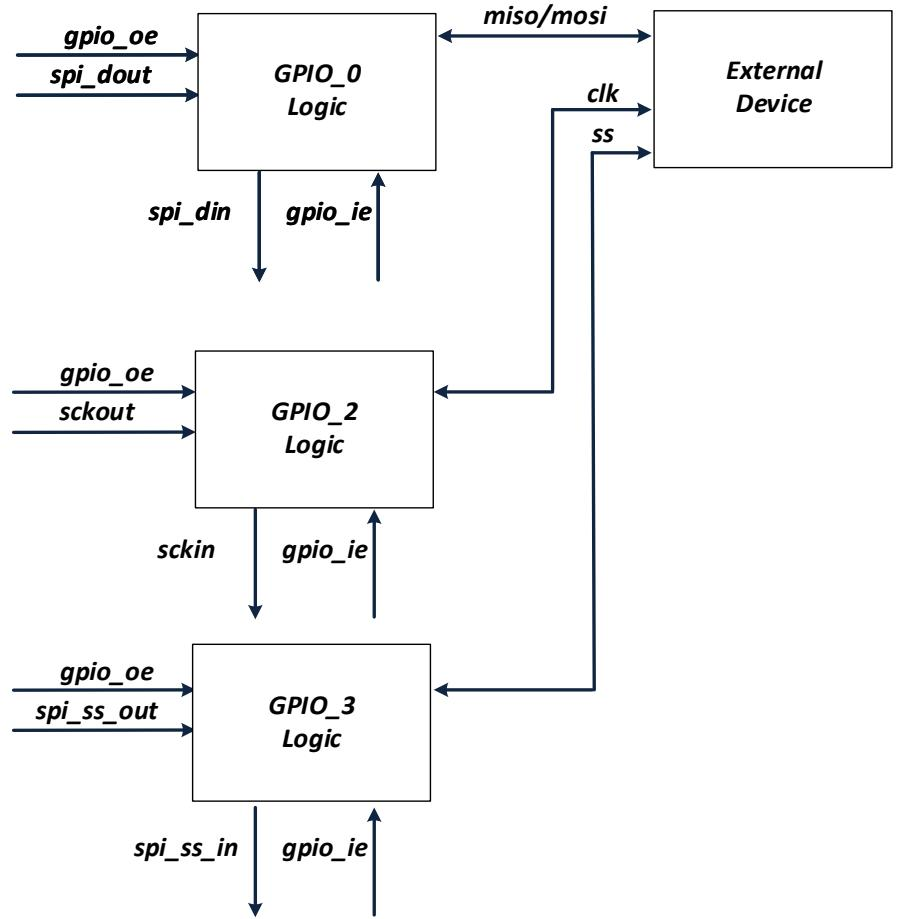 gpio_oe
spi_dout
GPIO_0
Logic
miso/mosi
External
Device
clk
ss
spi_din
gpio_ie
gpio_oe
sckout
GPIO_2
Logic
sckin
gpio_ie
gpio_oe
spi_ss_out
GPIO_3
Logic
spi_ss_in
gpio_ie